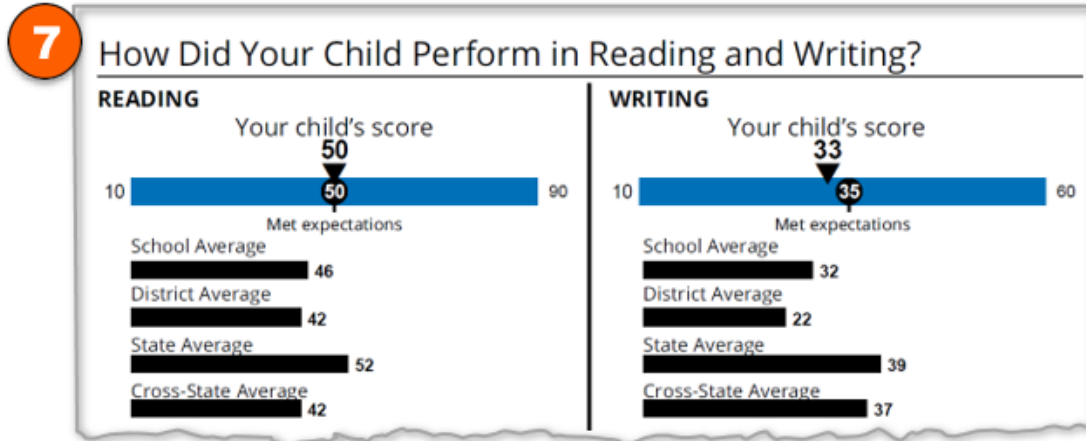 7
How Did Your Child Perform in Reading and Writing?
READING
Your child's score
50
10 50 90
Met expectations
School Average
46
District Average
42
State Average
52
Cross-State Average
42
WRITING
Your child's score
33
10 35 60
Met expectations
School Average
32
District Average
22
State Average
39
Cross-State Average
37